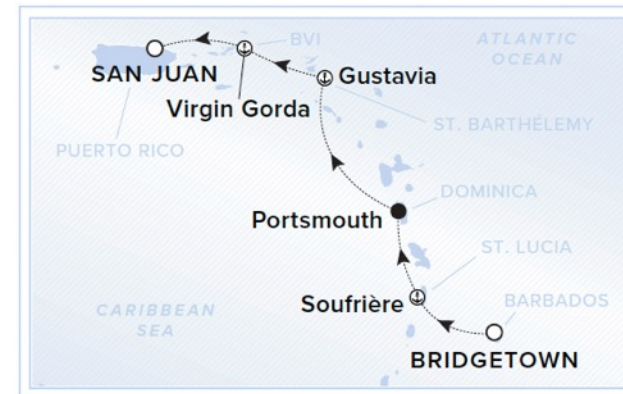 BVI
ATLANTIC
OCEAN
SAN JUAN
Gustavia
Virgin Gorda
ST. BARTHÉLEMY
PUERTO RICO
DOMINICA
Portsmouth
ST. LUCIA
Soufrière
BARBADOS
CARIBBEAN
SEA
BRIDGETOWN